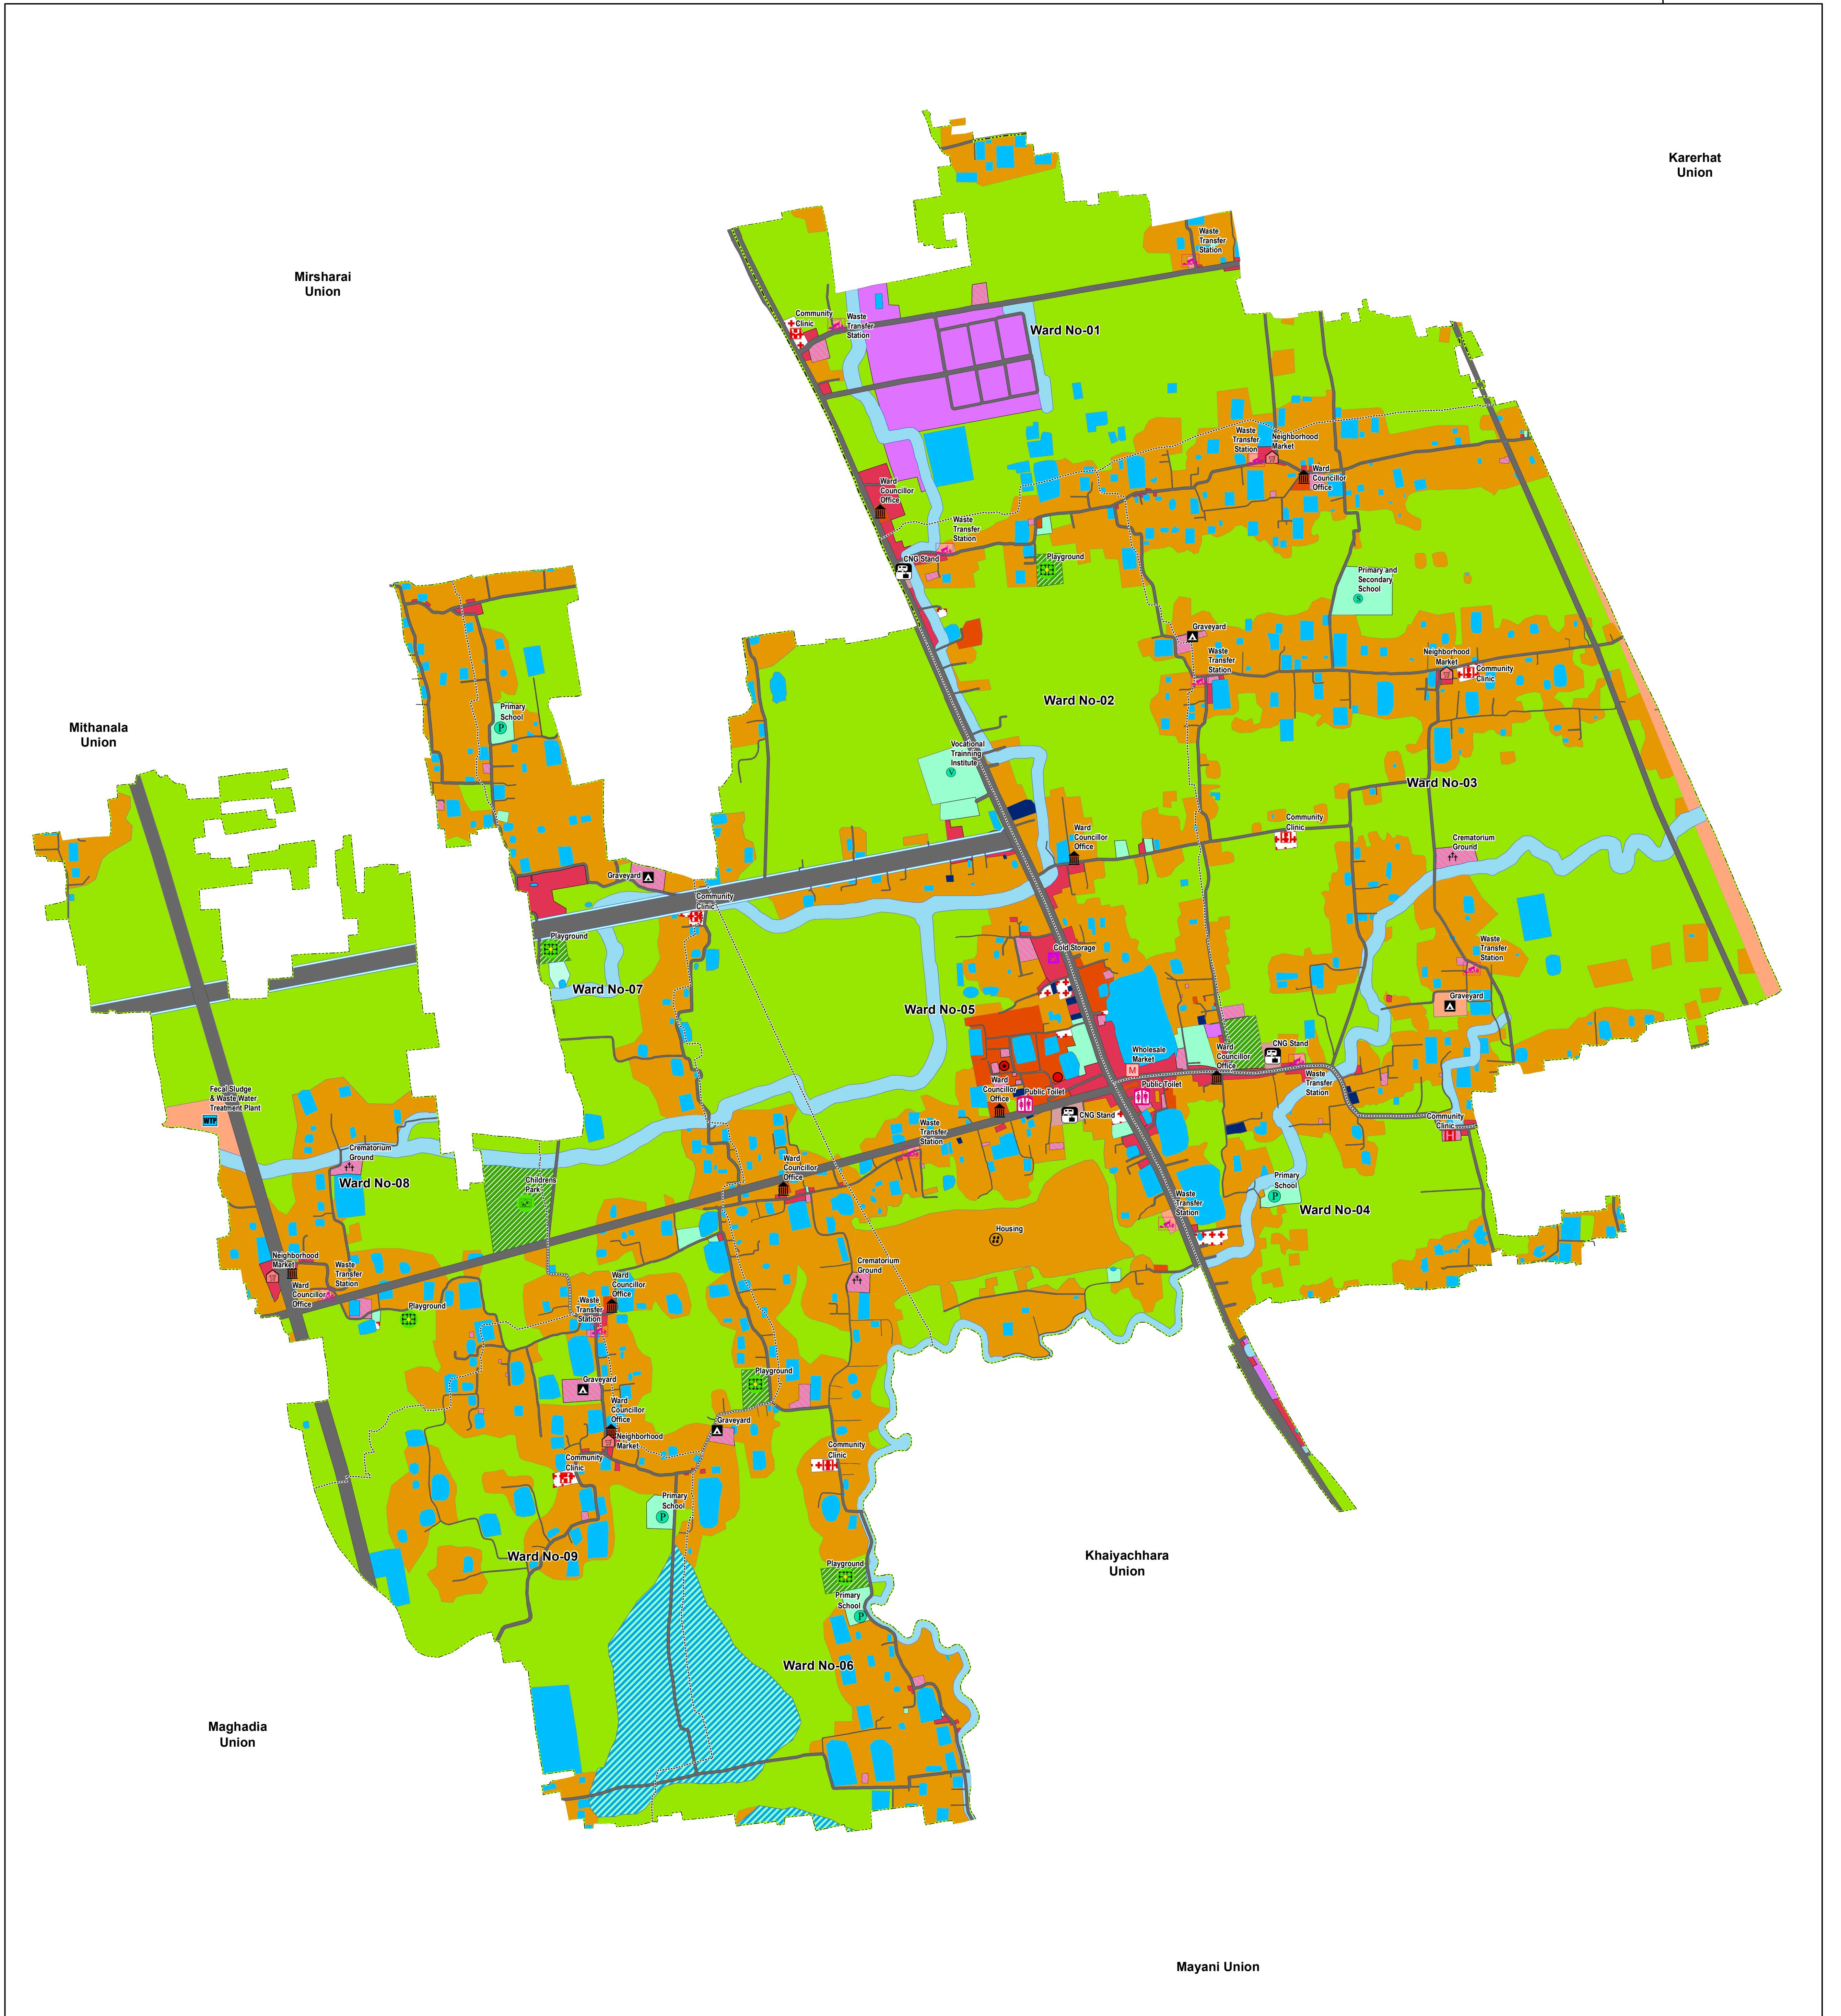 Karerhat
Union
Mirsharai
Union
Waste
Transfer
Station
Community
Clinic
Waste
Transfer
Station
Ward No-01
Waste
Transfer
Station
Neighborhood
Market
Ward
Councillor
Office
Ward
Councillor
Office
Waste
Transfer
Station
CNG Stand
Playground
Primary and
Secondary
School
S
Graveyard
Waste
Transfer
Station
Neighborhood
Market
Community
Clinic
Ward No-02
Primary
School
P
Mithanala
Union
Vocational
Trainning
Institute
V
Ward No-03
Community
Clinic
Ward
Councillor
Office
Crematorium
Ground
Graveyard
Community
Clinic
Playground
Cold Storage
Waste
Transfer
Station
Ward No-07
Ward No-05
Graveyard
Wholesale
Market
M
Ward
Councillor
Office
CNG Stand
Waste
Transfer
Station
Ward
Councillor
Office
Public Toilet
Public Toilet
CNG Stand
Fecal Sludge
& Waste Water
Treatment Plant
WTP
Community
Clinic
Waste
Transfer
Station
Crematorium
Ground
Ward No-08
Childrens
Park
Ward
Councillor
Office
Primary
School
P
Waste
Transfer
Station
Ward No-04
Housing
Neighborhood
Market
Waste
Transfer
Station
Ward
Councillor
Office
Crematorium
Ground
Ward
Councillor
Office
Waste
Transfer
Station
Playground
Playground
Graveyard
Ward
Councillor
Office
Graveyard
Neighborhood
Market
Community
Clinic
Community
Clinic
Primary
School
P
Ward No-09
Khaiyachhara
Union
Playground
Primary
School
P
Ward No-06
Maghadia
Union
Mayani Union